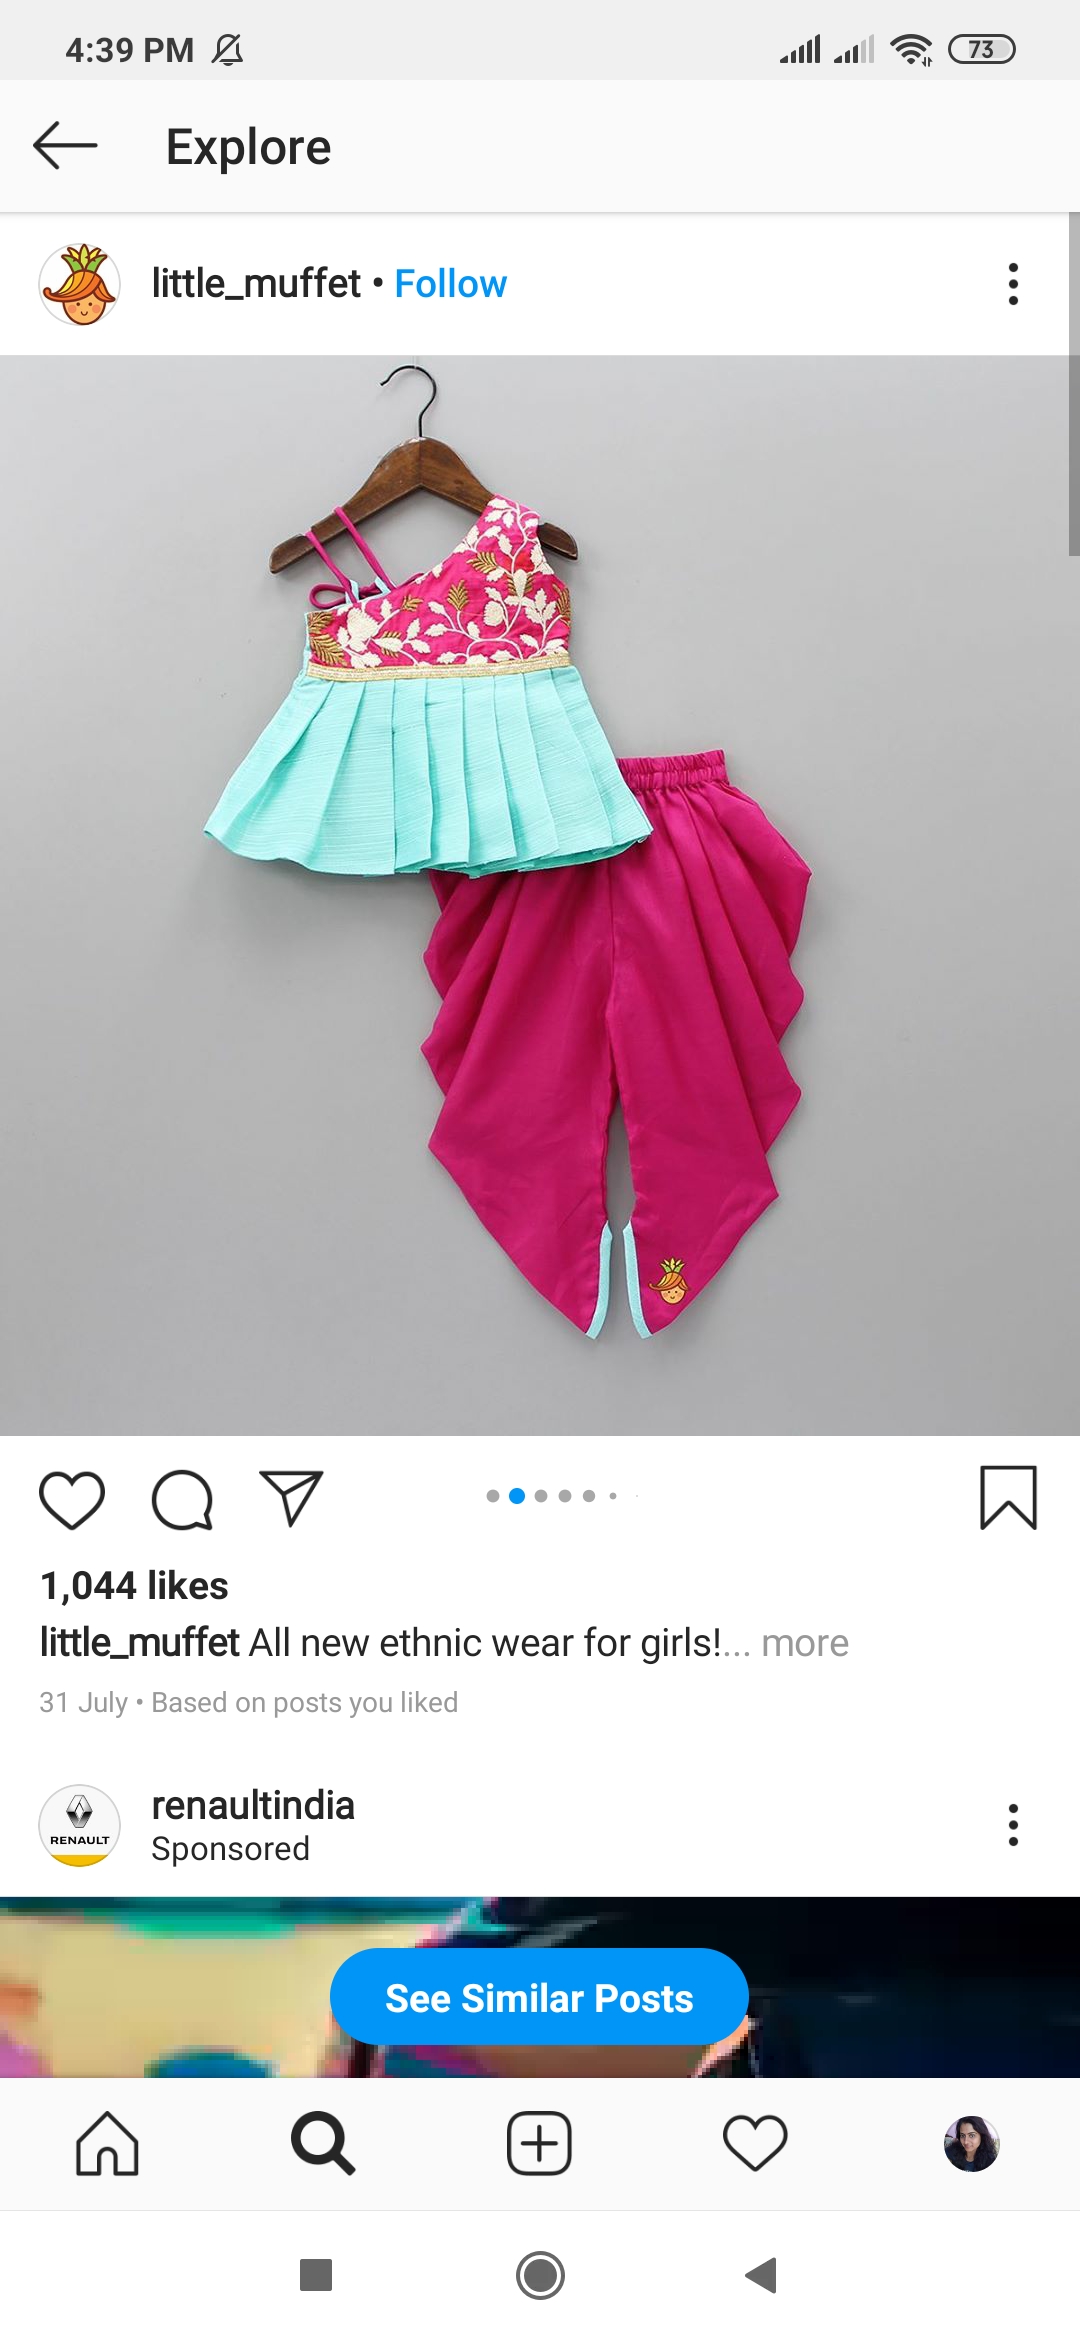 4:39 PM
73
Explore
little_muffet • Follow
1,044 likes
little_muffet All new ethnic wear for girls!... more
31 July • Based on posts you liked
RENAULT
renaultindia
Sponsored
See Similar Posts